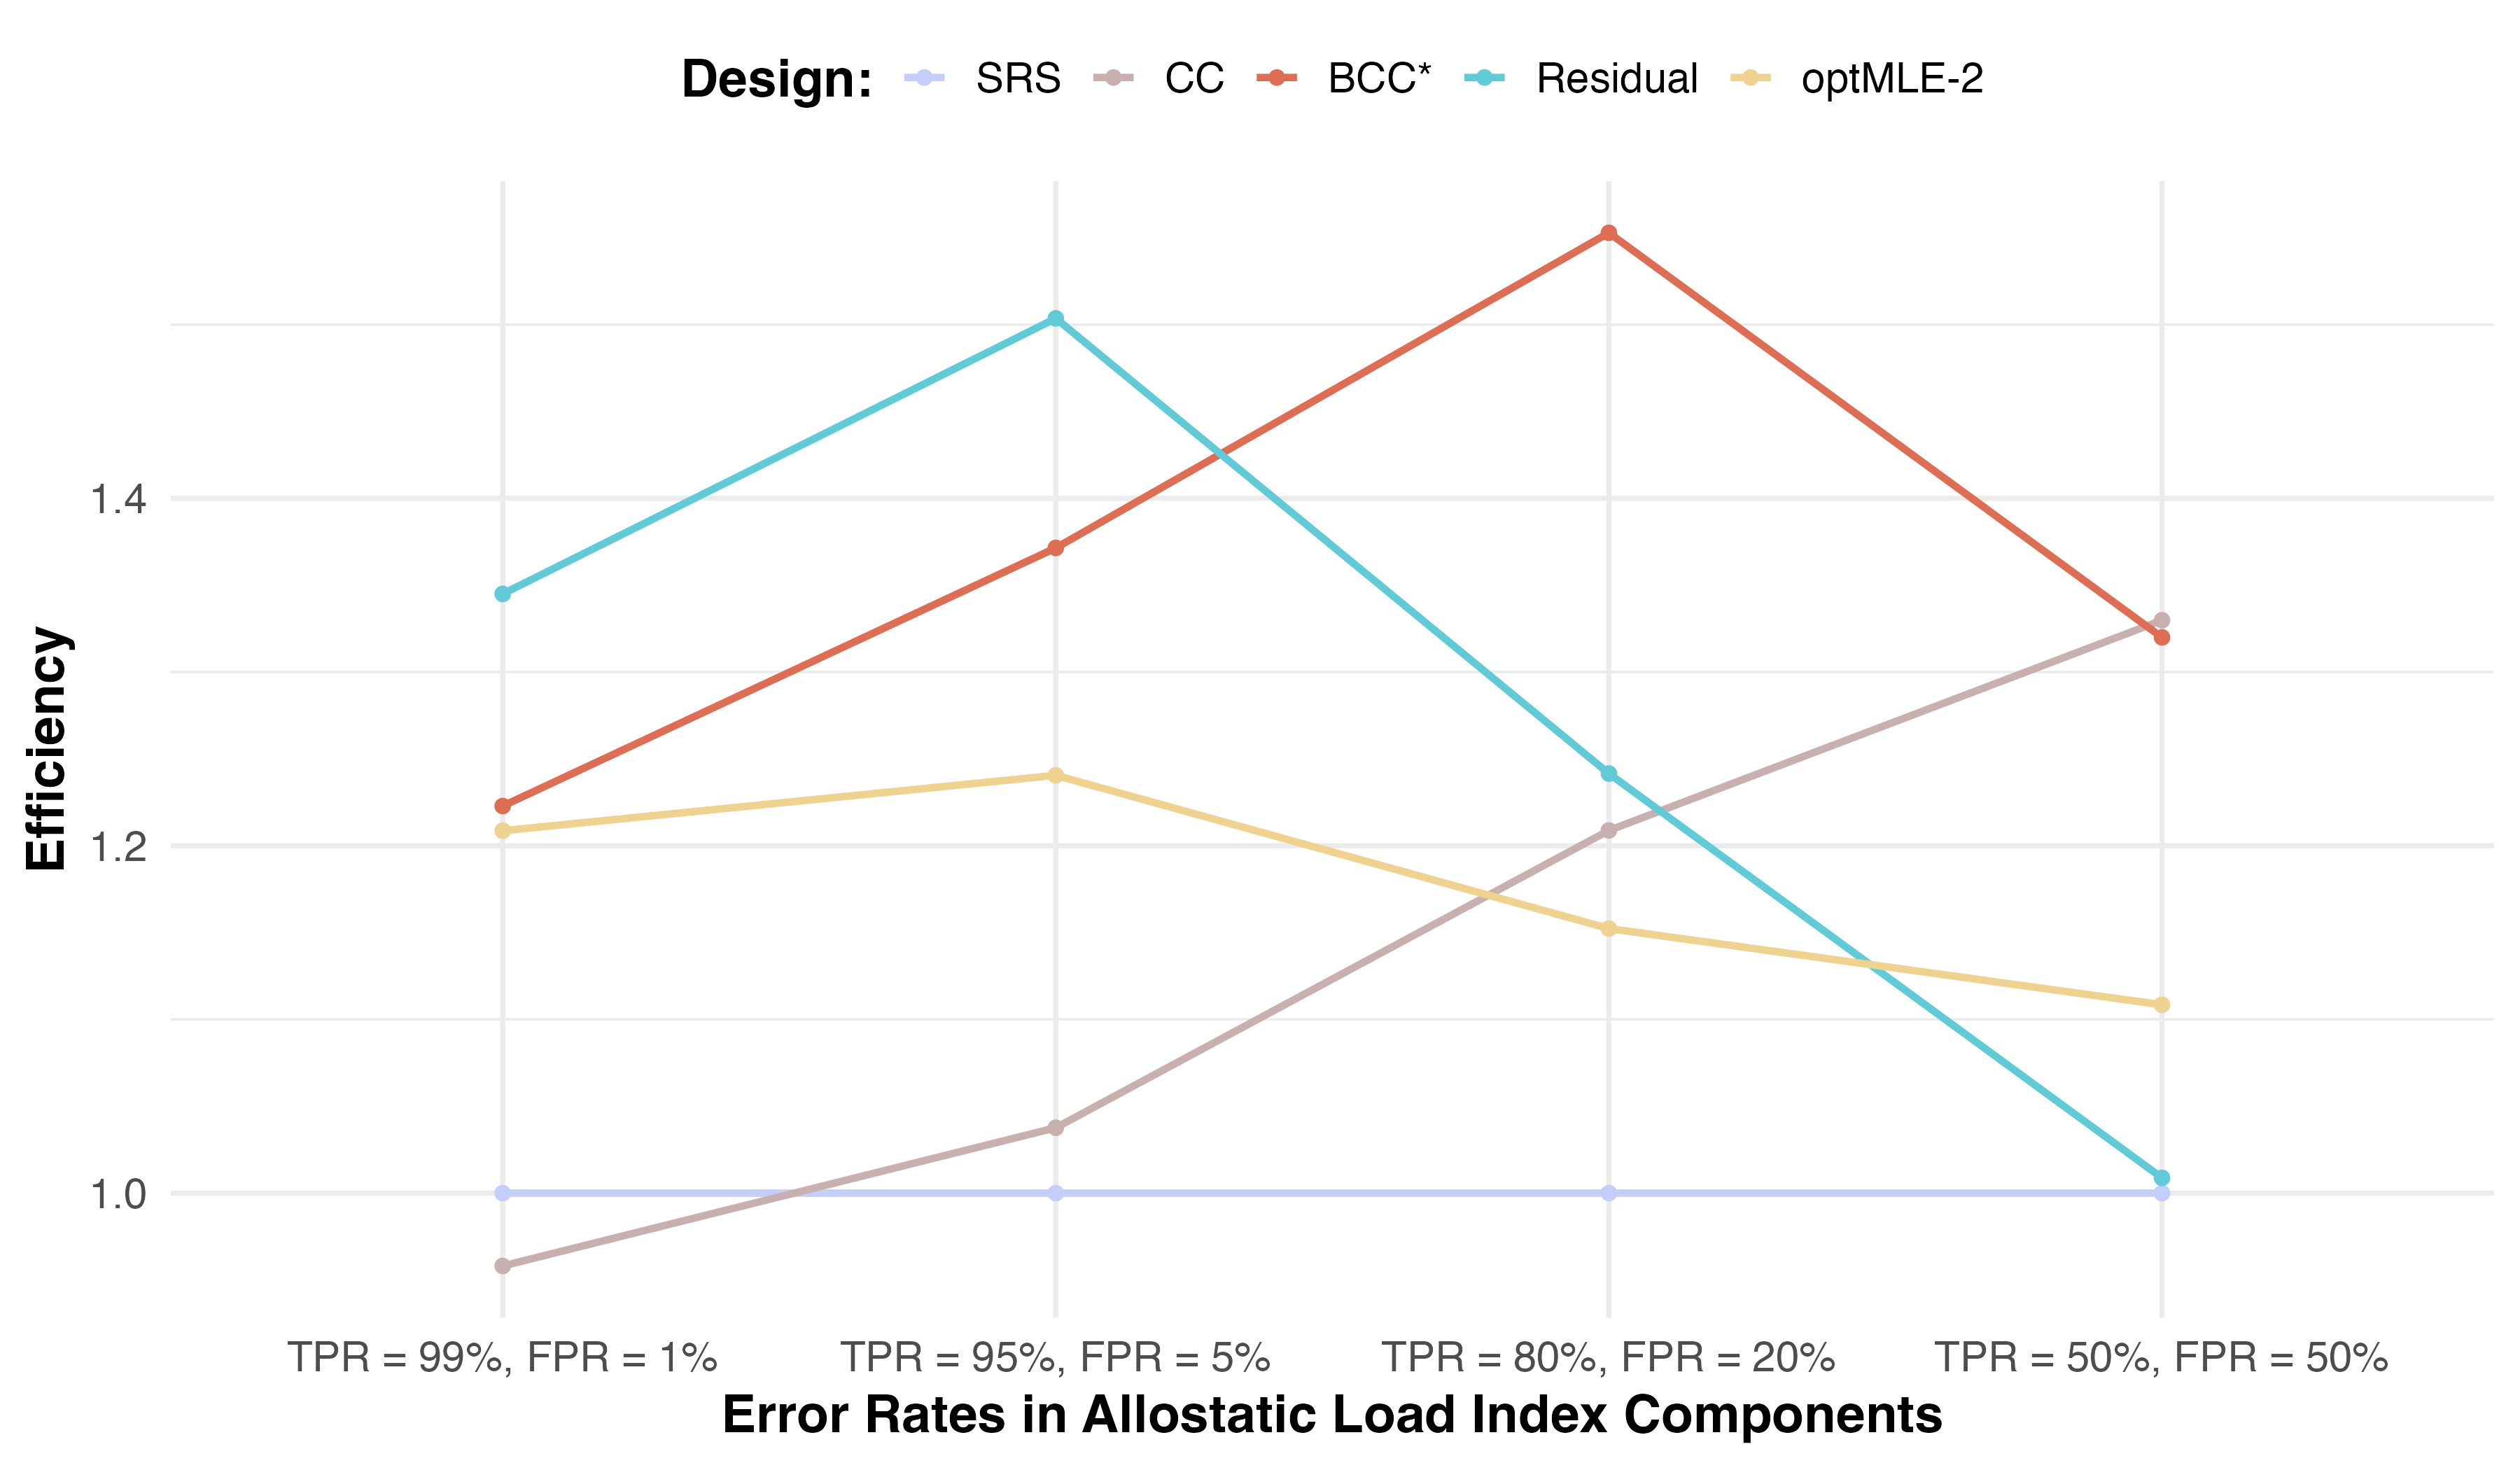 Design: SRS CC BCC* Residual optMLE-2
Efficiency
1.4
1.2
1.0
TPR = 99%, FPR = 1% TPR = 95%, FPR = 5% TPR = 80%, FPR = 20% TPR = 50%, FPR = 50%
Error Rates in Allostatic Load Index Components